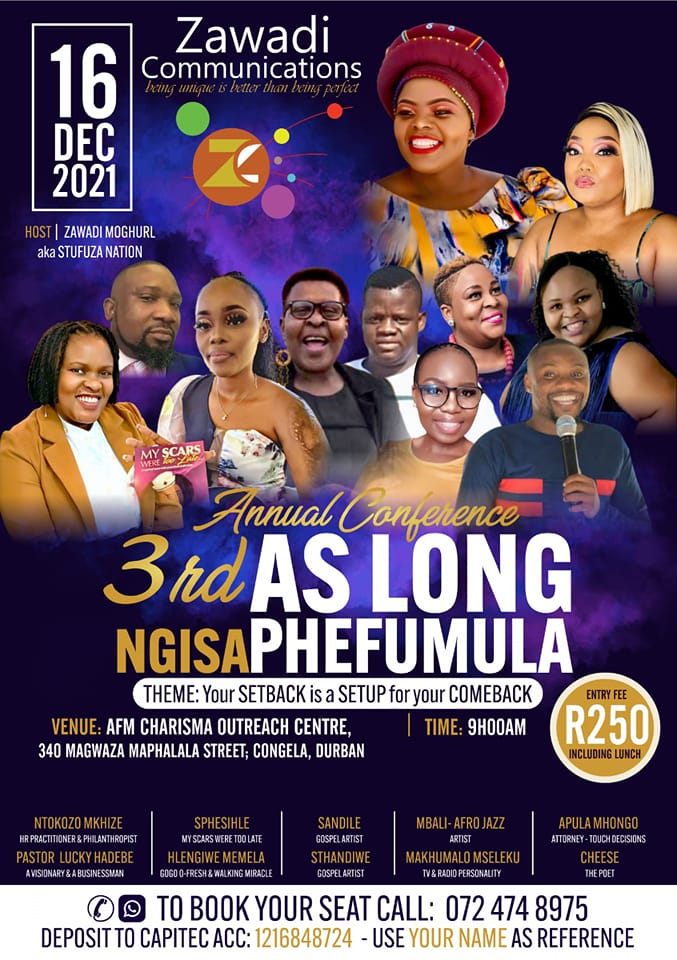 Zawadi
Communications
being unique is better than being perfect
16
DEC
2021
ZC
HOST | ZAWADI MOGHURL
aka STUFUZA NATION
MY SCARS
WERE Too Late!
Annual Conference
3rd AS LONG
NGISAPHEFUMULA
THEME: Your SETBACK is a SETUP for your COMEBACK
VENUE: AFM CHARISMA OUTREACH CENTRE, | TIME: 9H00AM
340 MAGWAZA MAPHALALA STREET; CONGELA, DURBAN
ENTRY FEE
R250
INCLUDING LUNCH
NTOKOZO MKHIZE
HR PRACTITIONER & PHILANTHROPIST
PASTOR LUCKY HADEBE
A VISIONARY & A BUSINESSMAN
SPHESIHLE
MY SCARS WERE TOO LATE
HLENGIWE MEMELA
GOGO O-FRESH & WALKING MIRACLE
SANDILE
GOSPEL ARTIST
STHANDIWE
GOSPEL ARTIST
MBALI- AFRO JAZZ
ARTIST
MAKHUMALO MSELEKU
TV & RADIO PERSONALITY
APULA MHONGO
ATTORNEY - TOUCH DECISIONS
CHEESE
THE POET
TO BOOK YOUR SEAT CALL: 072 474 8975
DEPOSIT TO CAPITEC ACC: 1216848724 - USE YOUR NAME AS REFERENCE